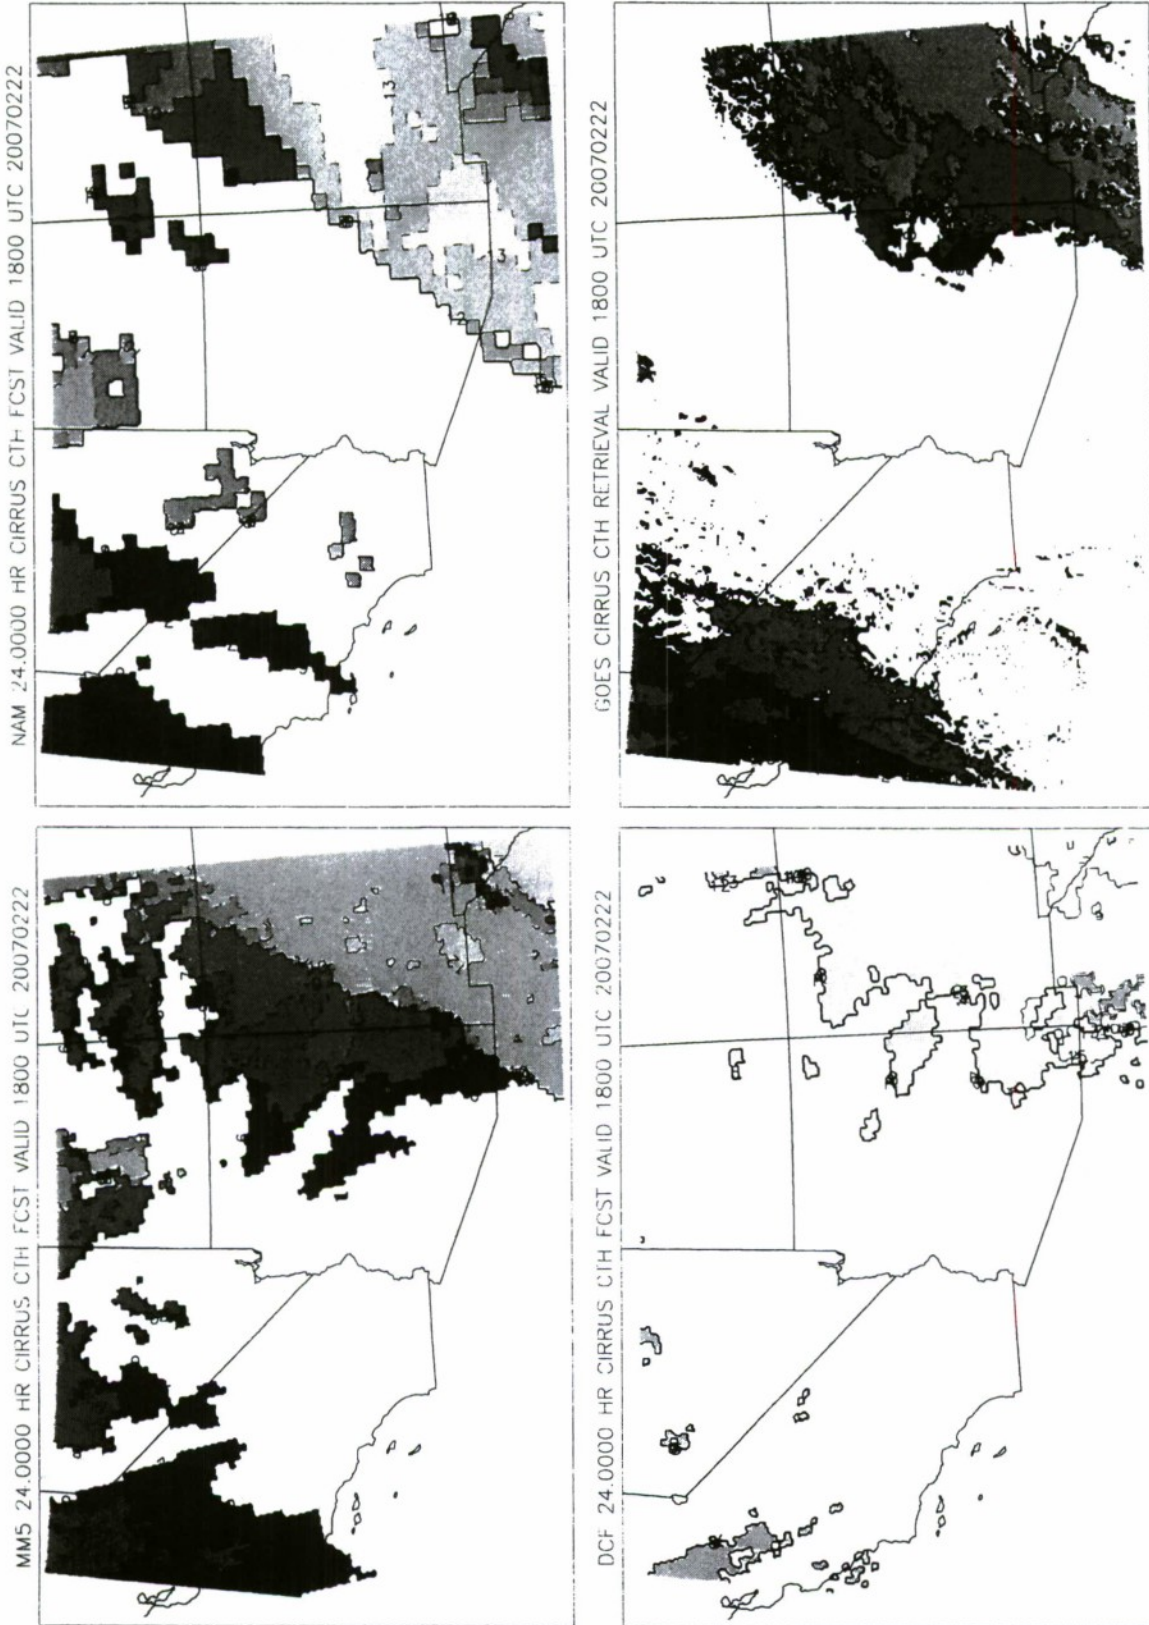 MM5 24.0000 HR CIRRUS CTH FCST VALID 1800 UTC 20070222
NAM 24.0000 HR CIRRUS CTH FCST VALID 1800 UTC 20070222
13
13
DCF 24.0000 HR CIRRUS CTH FCST VALID 1800 UTC 20070222
GOES CIRRUS CTH RETRIEVAL VALID 1800 UTC 20070222